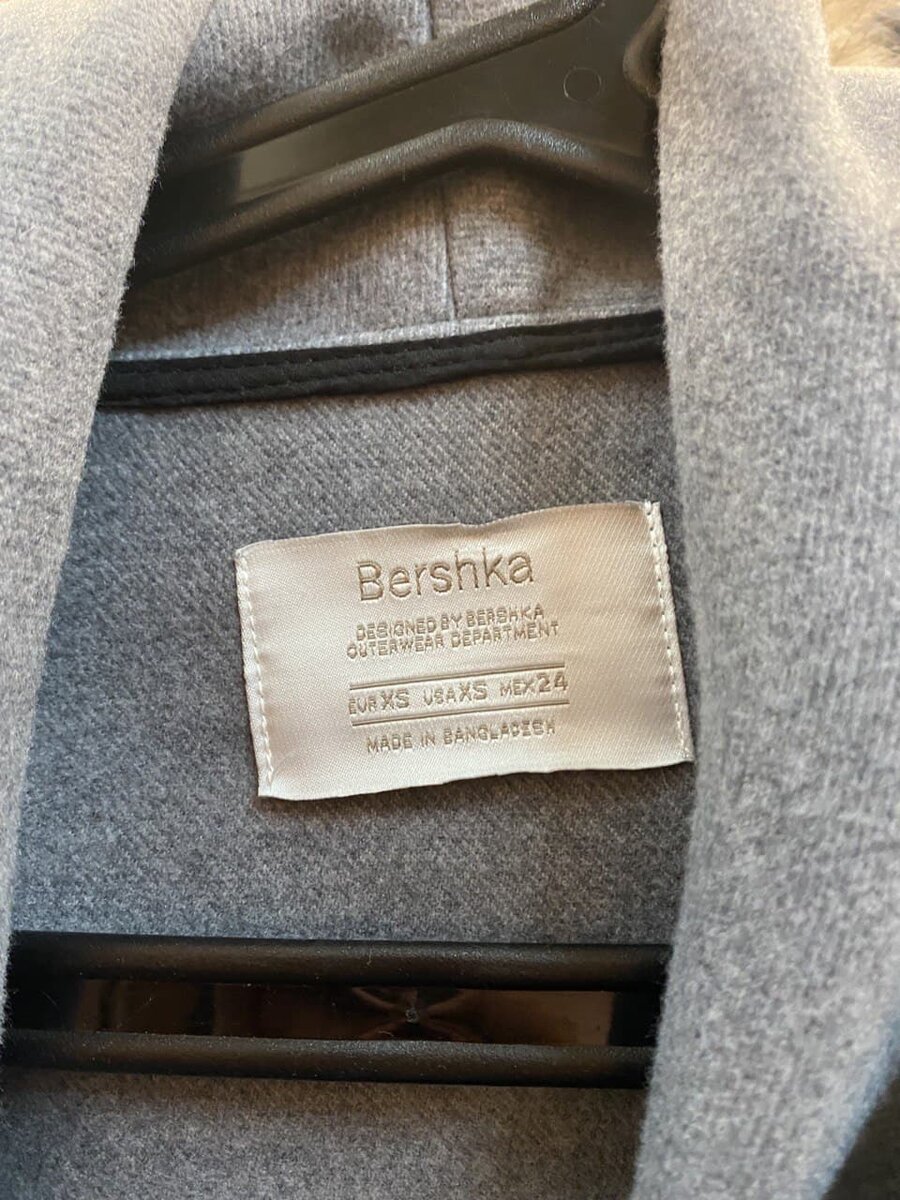 Bershka
DESIGNED BY BERSHKA
OUTERWEAR DEPARTMENT
EUR XS USA XS MEX 24
MADE IN BANGLADESH